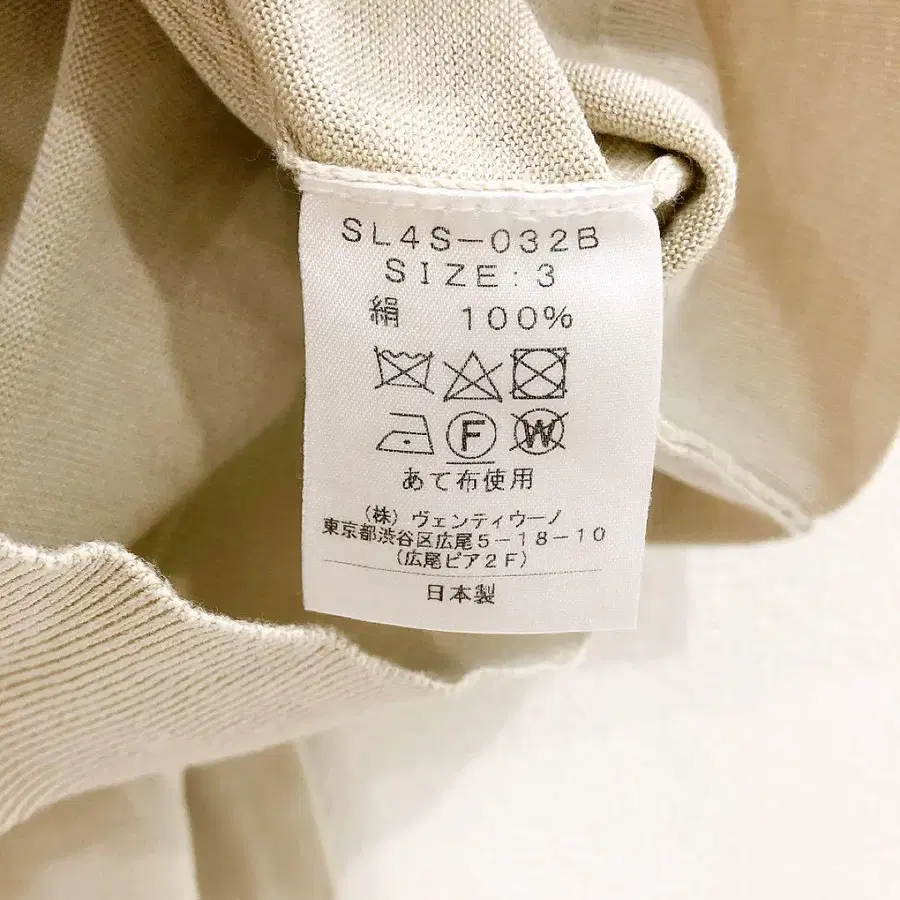 SL4S-032B
SIZE:3
絹 100%
F W
あて布使用
(株)ヴェンティウーノ
東京都渋谷区広尾5-18-10
(広尾ピア2F)
日本製